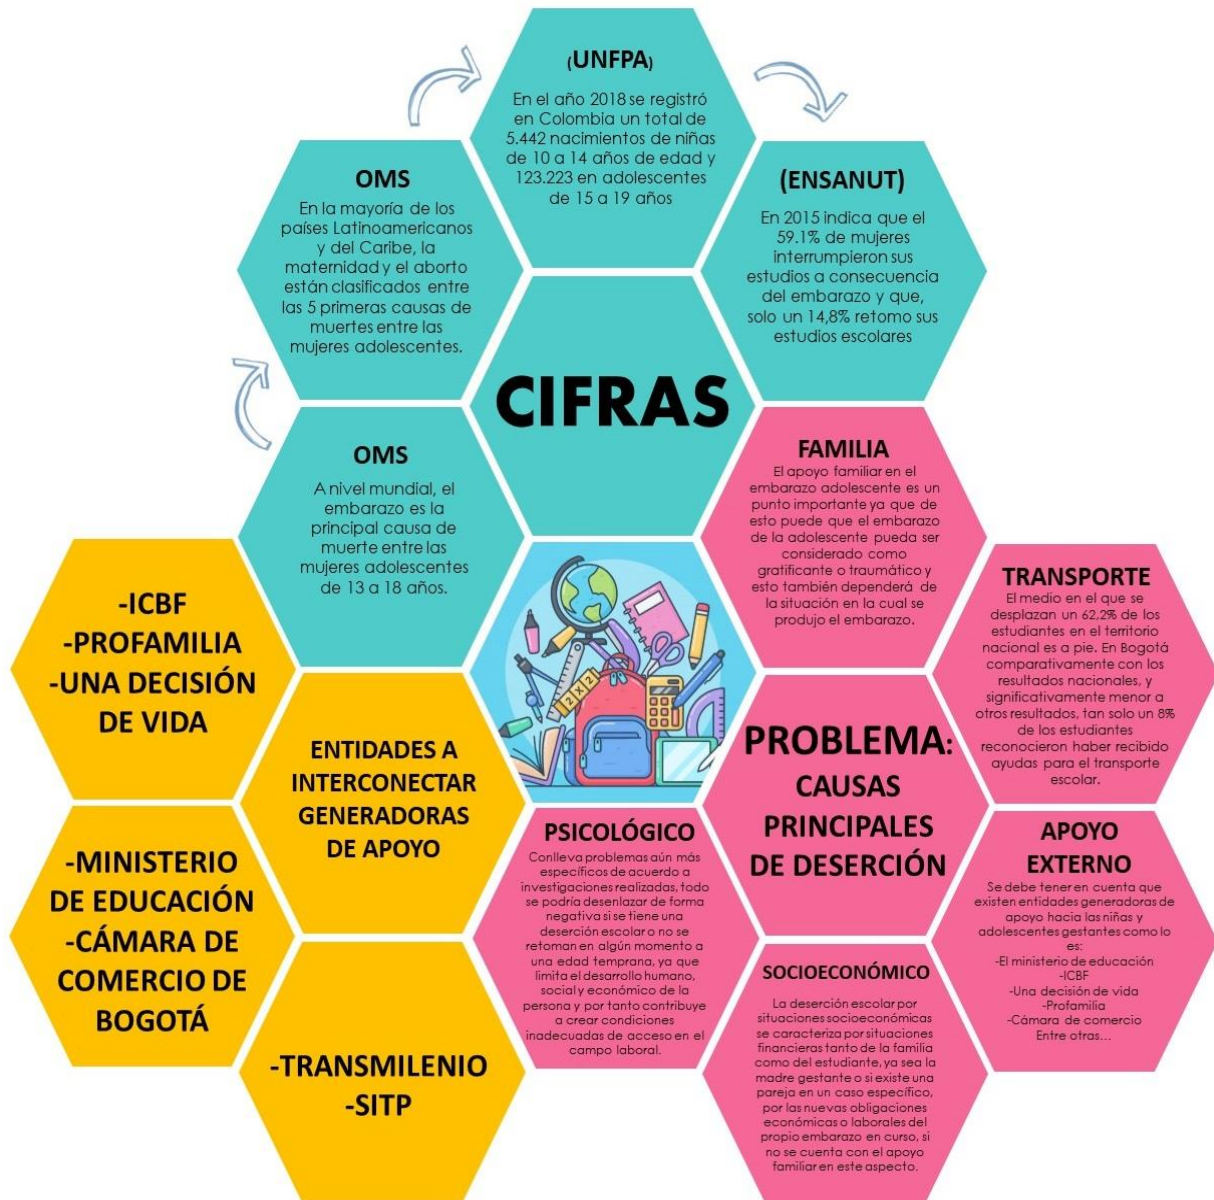 (UNFPA)
En el año 2018 se registró
en Colombia un total de
5.442 nacimientos de niñas
de 10 a 14 años de edad y
123.223 en adolescentes
de 15 a 19 años
OMS
En la mayoría de los
países Latinoamericanos
y del Caribe, la
maternidad y el aborto
están clasificados entre
las 5 primeras causas de
muertes entre las
mujeres adolescentes.
(ENSANUT)
En 2015 indica que el
59.1% de mujeres
interrumpieron sus
estudios a consecuencia
del embarazo y que,
solo un 14,8% retomo sus
estudios escolares
CIFRAS
OMS
A nivel mundial, el
embarazo es la
principal causa de
muerte entre las
mujeres adolescentes
de 13 a 18 años.
FAMILIA
El apoyo familiar en el
embarazo adolescente es un
punto importante ya que de
esto puede que el embarazo
de la adolescente pueda ser
considerado como
gratificante o traumático y
esto también dependerá de
la situación en la cual se
produjo el embarazo.
-ICBF
-PROFAMILIA
-UNA DECISIÓN
DE VIDA
TRANSPORTE
El medio en el que se
desplazan un 62,2% de los
estudiantes en el territorio
nacional es a pie. En Bogotá
comparativamente con los
resultados nacionales, y
significativamente menor a
otros resultados, tan solo un 8%
de los estudiantes
reconocieron haber recibido
ayudas para el transporte
escolar.
2X2
ENTIDADES A
INTERCONECTAR
GENERADORAS
DE APOYO
PROBLEMA:
CAUSAS
PRINCIPALES
DE DESERCIÓN
-MINISTERIO
DE EDUCACIÓN
-CÁMARA DE
COMERCIO DE
BOGOTÁ
PSICOLÓGICO
Conlleva problemas aún más
específicos de acuerdo a
investigaciones realizadas, todo
se podría desenlazar de forma
negativa si se tiene una
deserción escolar o no se
retoman en algún momento a
una edad temprana, ya que
limita el desarrollo humano,
social y económico de la
persona y por tanto contribuye
a crear condiciones
inadecuadas de acceso en el
campo laboral.
APOYO
EXTERNO
Se debe tener en cuenta que
existen entidades generadoras de
apoyo hacia las niñas y
adolescentes gestantes como lo
es:
-El ministerio de educación
-ICBF
-Una decisión de vida
-Profamilia
-Cámara de comercio
Entre otras...
-TRANSMILENIO
-SITP
SOCIOECONÓMICO
La deserción escolar por
situaciones socioeconómicas
se caracteriza por situaciones
financieras tanto de la familia
como del estudiante, ya sea la
madre gestante o si existe una
pareja en un caso específico,
por las nuevas obligaciones
económicas o laborales del
propio embarazo en curso, si
no se cuenta con el apoyo
familiar en este aspecto.